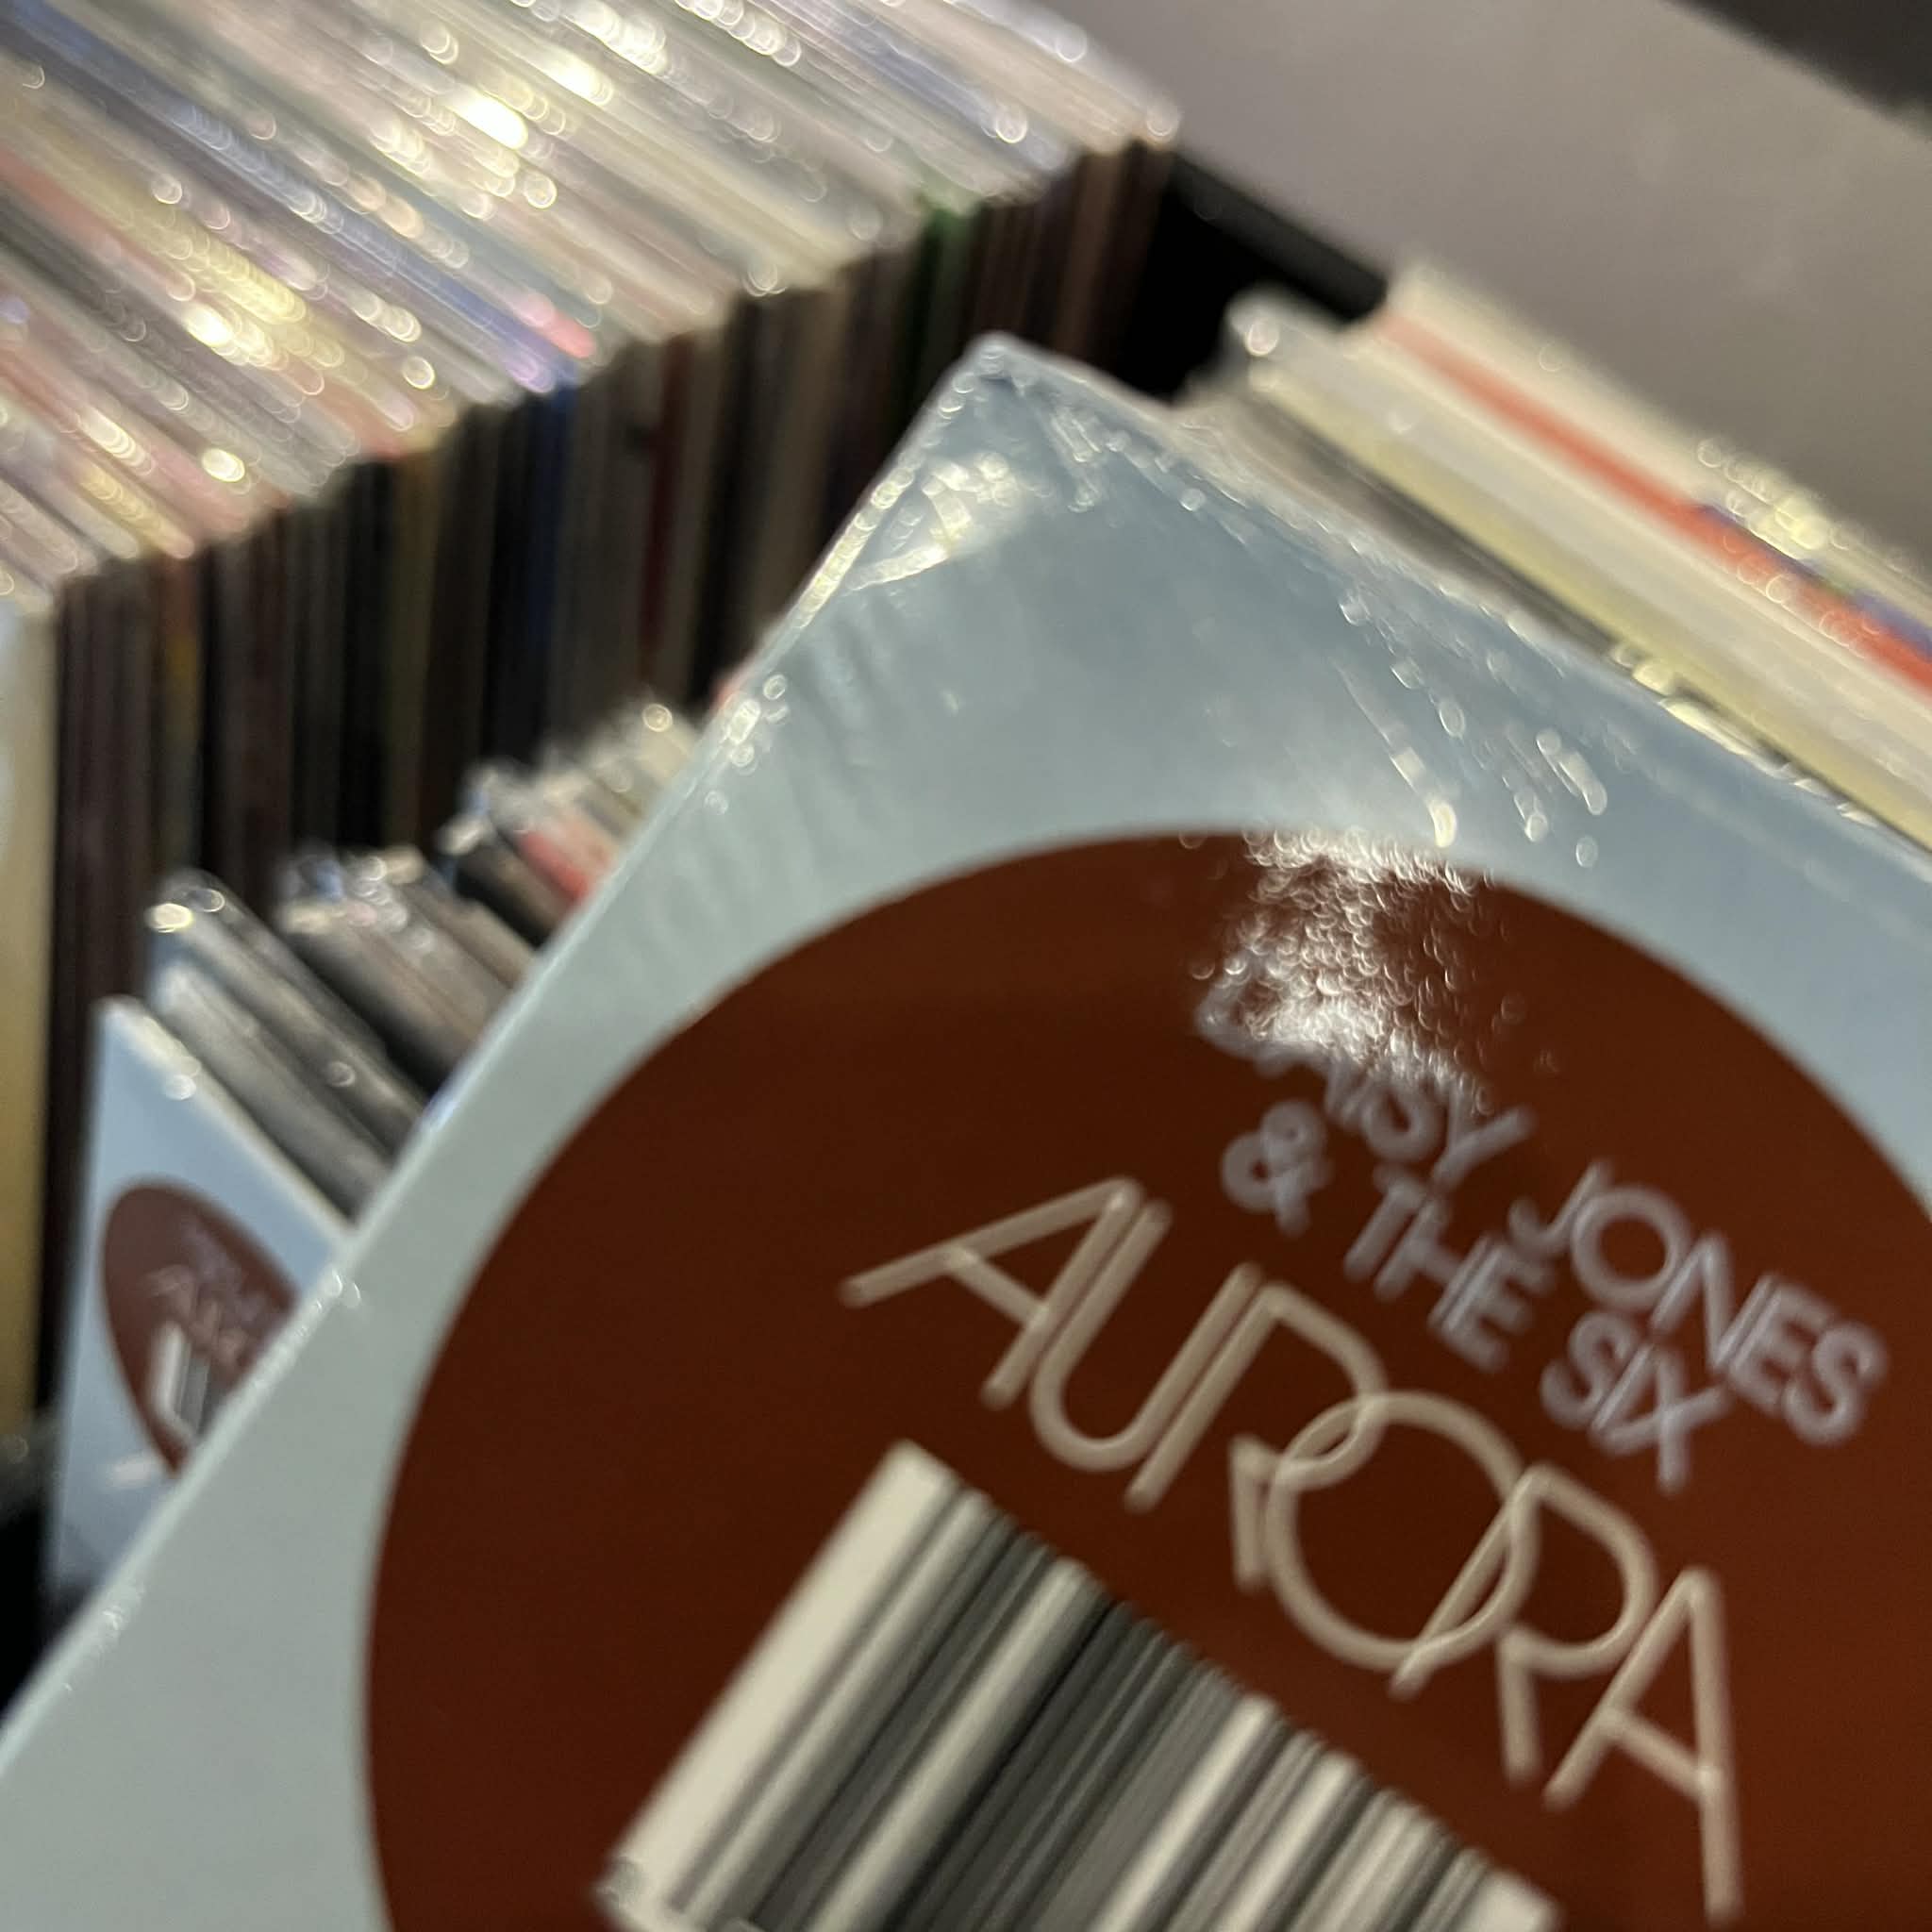 DAISY JONES
& THE SIX
AURORA